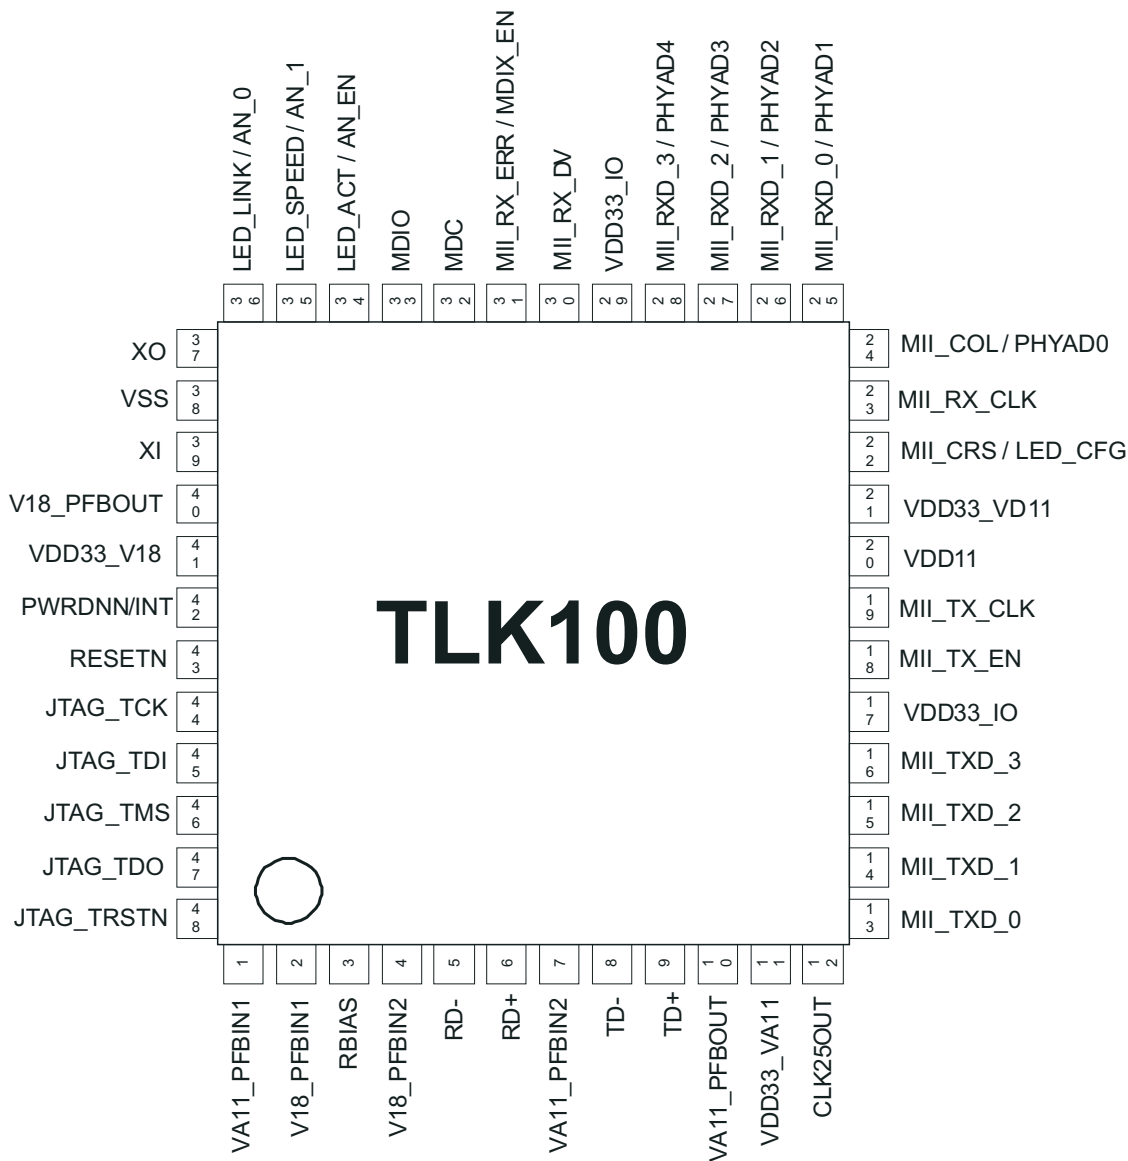 LED_LINK / AN_0
LED_SPEED / AN_1
LED_ACT / AN_EN
MDIO
MDC
MII_RX_ERR / MDIX_EN
MII_RX_DV
VDD33_IO
MII_RXD_3 / PHYAD4
MII_RXD_2 / PHYAD3
MII_RXD_1 / PHYAD2
MII_RXD_0 / PHYAD1
36
35
34
33
32
31
30
29
28
27
26
25
XO 37
VSS 38
XI 39
V18_PFBOUT 40
VDD33_V18 41
PWRDNN/INT 42
RESETN 43
JTAG_TCK 44
JTAG_TDI 45
JTAG_TMS 46
JTAG_TDO 47
JTAG_TRSTN 48
TLK100
24 MII_COL / PHYAD0
23 MII_RX_CLK
22 MII_CRS / LED_CFG
21 VDD33_VD11
20 VDD11
19 MII_TX_CLK
18 MII_TX_EN
17 VDD33_IO
16 MII_TXD_3
15 MII_TXD_2
14 MII_TXD_1
13 MII_TXD_0
1
2
3
4
5
6
7
8
9
10
11
12
VA11_PFBIN1
V18_PFBIN1
RBIAS
V18_PFBIN2
RD-
RD+
VA11_PFBIN2
TD-
TD+
VA11_PFBOUT
VDD33_VA11
CLK25OUT